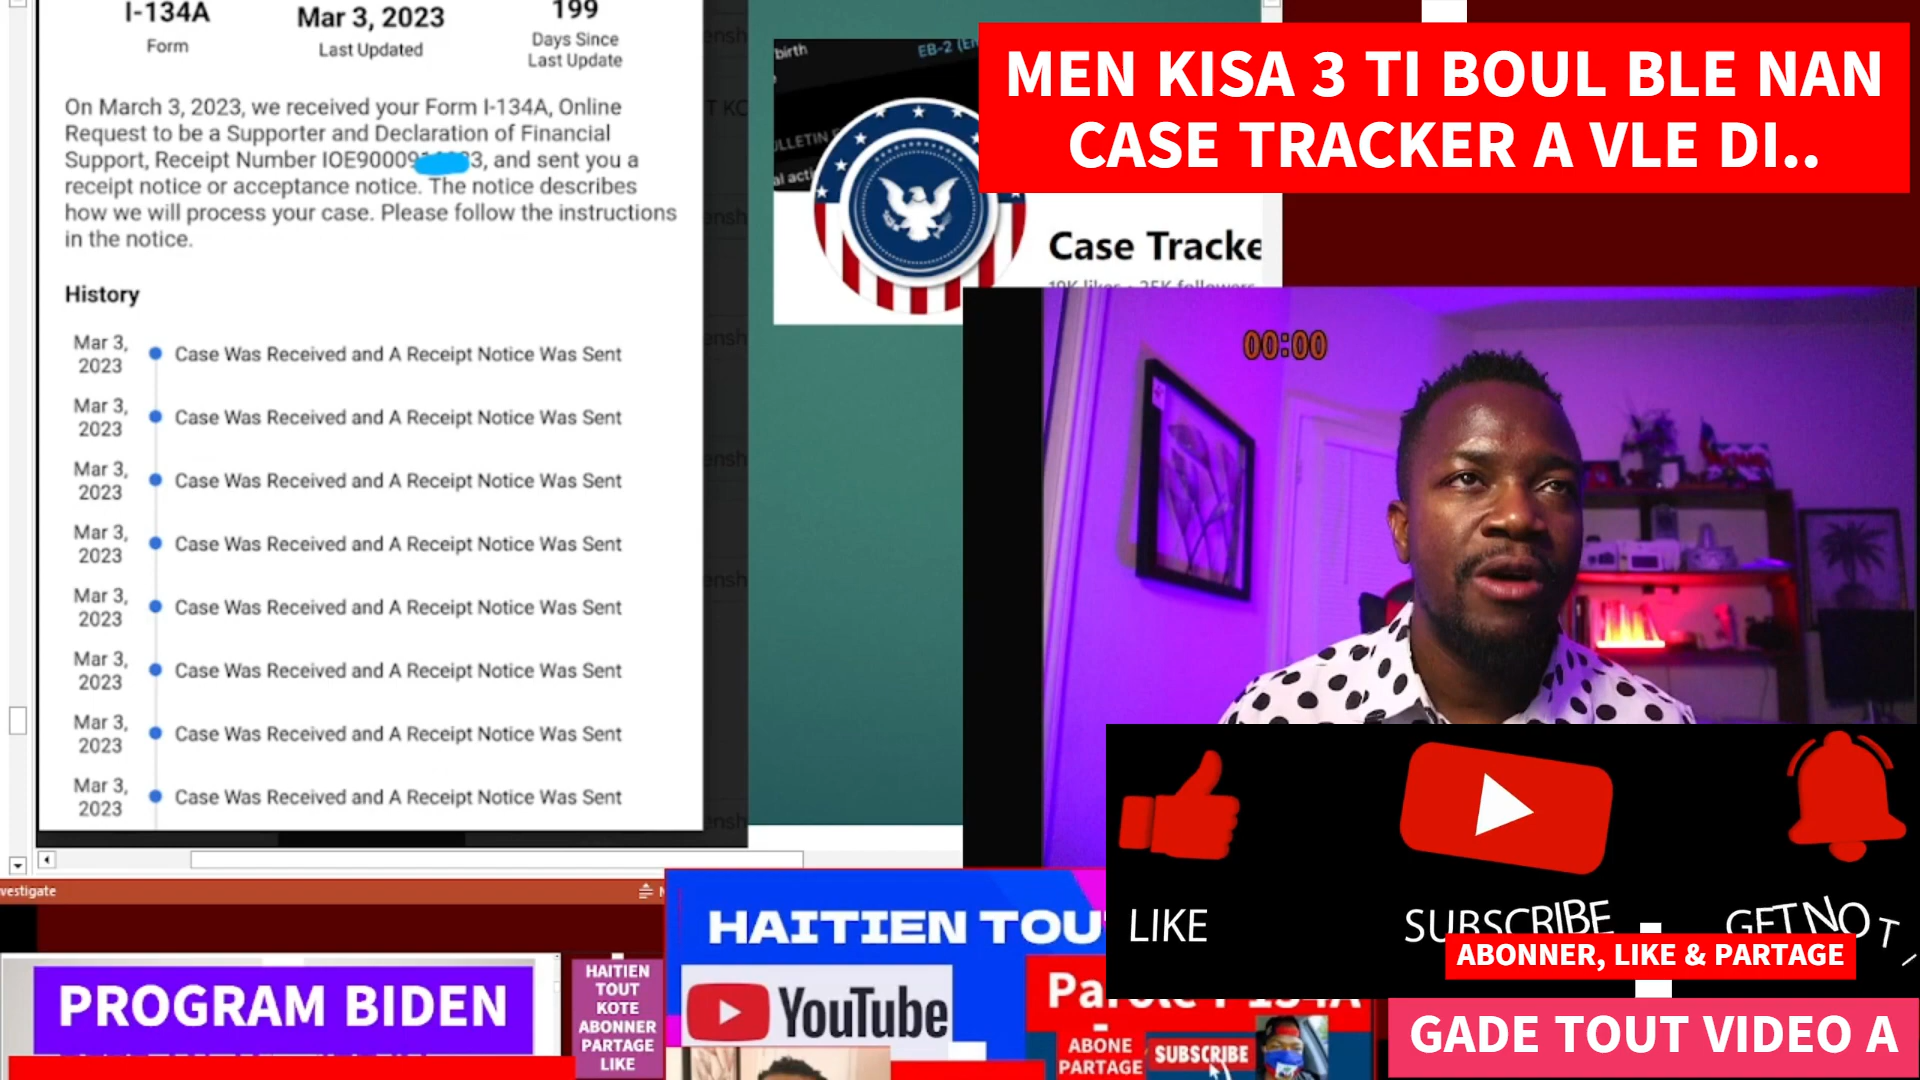 I-134A
Form
Mar 3, 2023
Last Updated
199
Days Since
Last Update
On March 3, 2023, we received your Form I-134A, Online
Request to be a Supporter and Declaration of Financial
Support, Receipt Number IOE90009 3, and sent you a
receipt notice or acceptance notice. The notice describes
how we will process your case. Please follow the instructions
in the notice.
History
Mar 3,
2023
Case Was Received and A Receipt Notice Was Sent
Mar 3,
2023
Case Was Received and A Receipt Notice Was Sent
Mar 3,
2023
Case Was Received and A Receipt Notice Was Sent
Mar 3,
2023
Case Was Received and A Receipt Notice Was Sent
Mar 3,
2023
Case Was Received and A Receipt Notice Was Sent
Mar 3,
2023
Case Was Received and A Receipt Notice Was Sent
Mar 3,
2023
Case Was Received and A Receipt Notice Was Sent
Mar 3,
2023
Case Was Received and A Receipt Notice Was Sent
birth
EB-2 (E
MEN KISA 3 TI BOUL BLE NAN
CASE TRACKER A VLE DI..
Case Tracke
19K likes • 25K followers
00:00
LIKE
SUBSCRIBE
GET NOT
ABONNER, LIKE & PARTAGE
GADE TOUT VIDEO A
vestigate
PROGRAM BIDEN
HAITIEN
TOUT
KOTE
ABONNER
PARTAGE
LIKE
HAITIEN TOU
YouTube
ABONE
PARTAGE
SUBSCRIBE